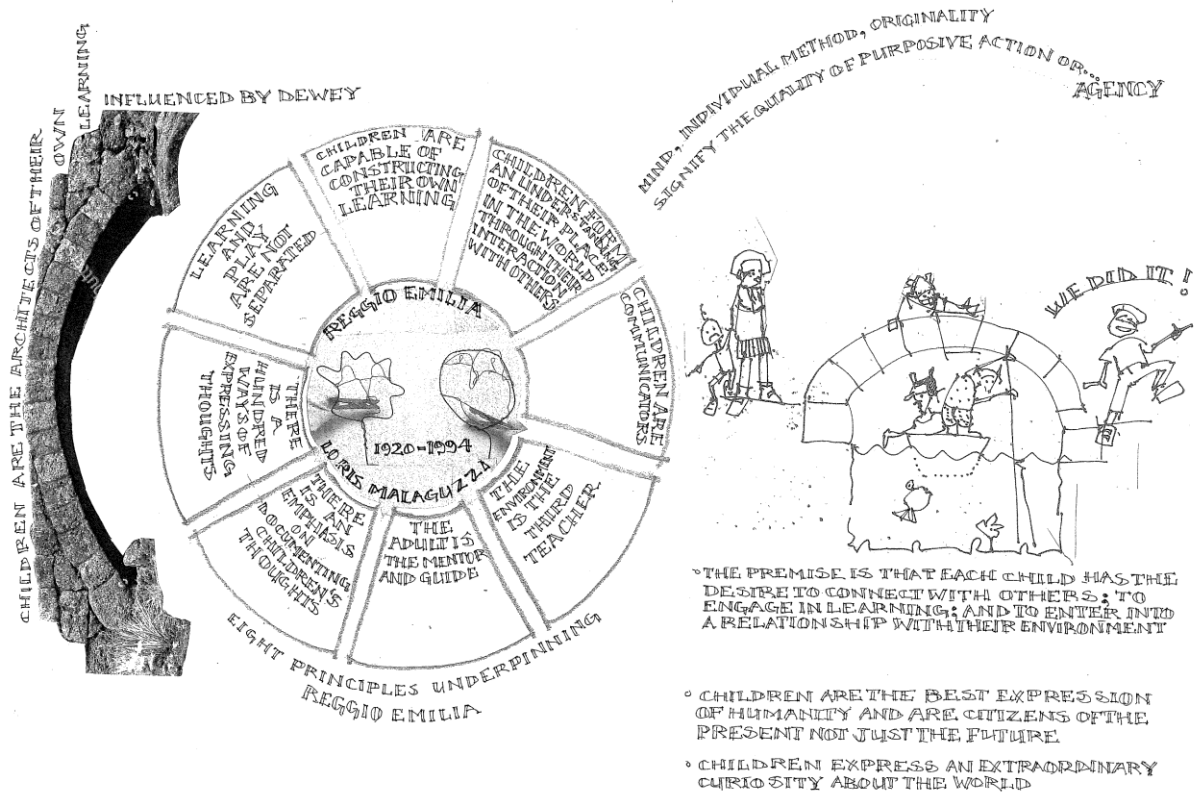 CHILDREN ARE THE ARCHITECTS OF THEIR
OWN
LEARNING
INFLUENCED BY DEWEY
CHILDREN ARE
CAPABLE OF
CONSTRUCTING
THEIR OWN
LEARNING
CHILDREN FORM
AN UNDERSTANDING
OF THEIR PLACE
IN THE WORLD
THROUGH THEIR
INTERACTION
WITH OTHERS
CHILDREN ARE
COMMUNICATORS
THE
ENVIRONMENT
IS THE
THIRD
TEACHER.
THE
ADULT IS
THE MENTOR
AND GUIDE
THERE
IS AN
EMPHASIS
ON
DOCUMENTING
CHILDREN'S
THOUGHTS
THERE
IS A
HUNDRED
WAYS OF
EXPRESSING
THOUGHTS
LEARNING
AND
PLAY
ARE NOT
SEPARATED
REGGIO EMILIA
1920-1994
LORIS MALAGUZZI
EIGHT PRINCIPLES UNDERPINNING
REGGIO EMILIA
MIND, INDIVIDUAL METHOD, ORIGINALITY
SIGNIFY THE QUALITY OF PURPOSIVE ACTION OR...
AGENCY
WE DID IT!
°THE PREMISE IS THAT EACH CHILD HAS THE
DESIRE TO CONNECT WITH OTHERS; TO
ENGAGE IN LEARNING; AND TO ENTER INTO
A RELATIONSHIP WITH THEIR ENVIRONMENT
° CHILDREN ARE THE BEST EXPRESSION
OF HUMANITY AND ARE CITIZENS OF THE
PRESENT NOT JUST THE FUTURE
° CHILDREN EXPRESS AN EXTRAORDINARY
CURIOSITY ABOUT THE WORLD